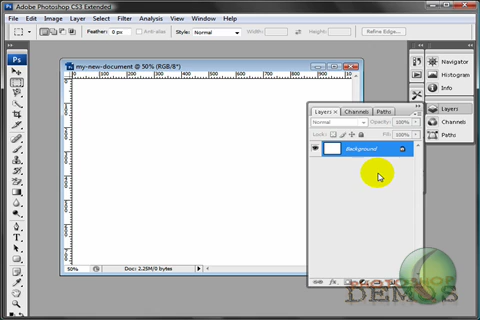 Adobe Photoshop CS3 Extended
File Edit Image Layer Select Filter Analysis View Window Help
Feather: 0 px Anti-alias Style: Normal Width: Height: Refine Edge...
Ps
my-new-document @ 50% (RGB/8*)
Navigator
Histogram
Info
Layers
Channels
Paths
Layers × Channels Paths
Normal Opacity: 100%
Lock: Fill: 100%
Background
50% Doc: 2.25M/0 bytes
PHOTOSHOP
DEMOS